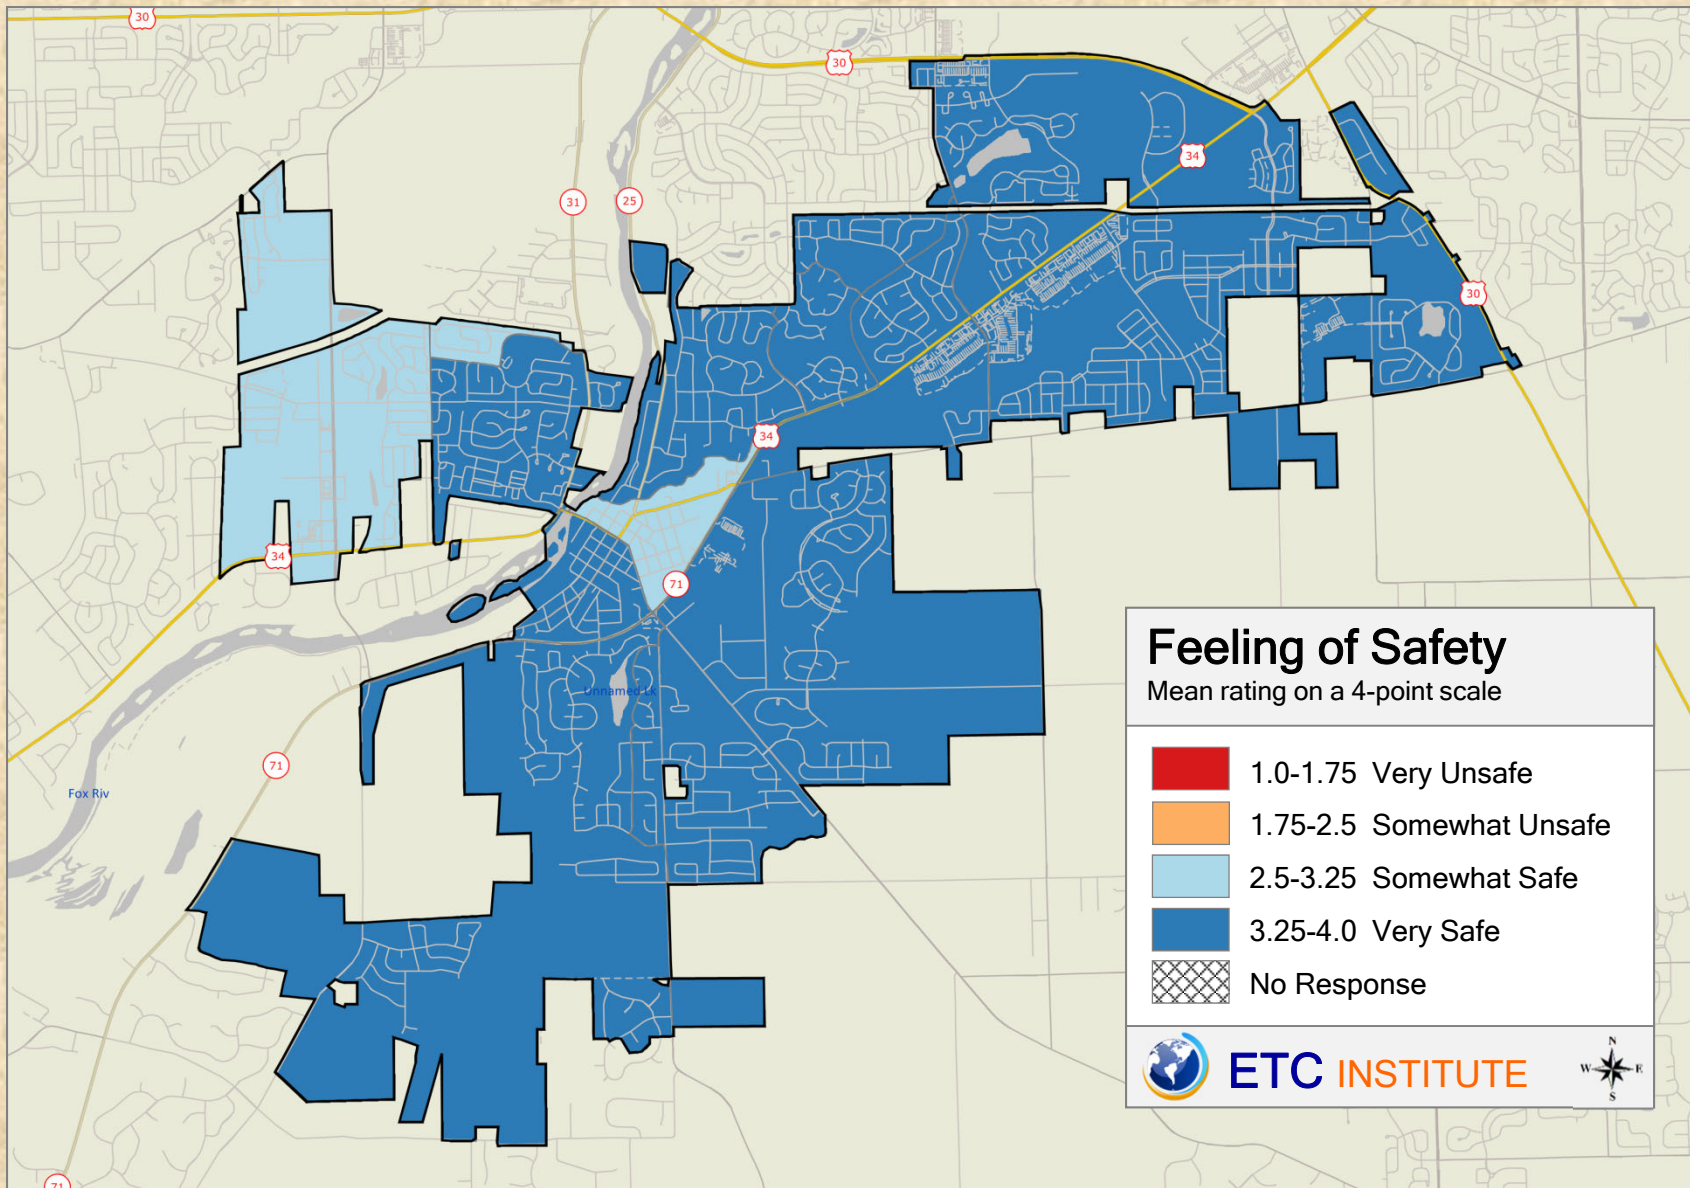 30
30
31
25
34
30
34
34
71
Unnamed Lk
71
Fox Riv
71
Feeling of Safety
Mean rating on a 4-point scale
1.0-1.75 Very Unsafe
1.75-2.5 Somewhat Unsafe
2.5-3.25 Somewhat Safe
3.25-4.0 Very Safe
No Response
ETC INSTITUTE
N
W E
S